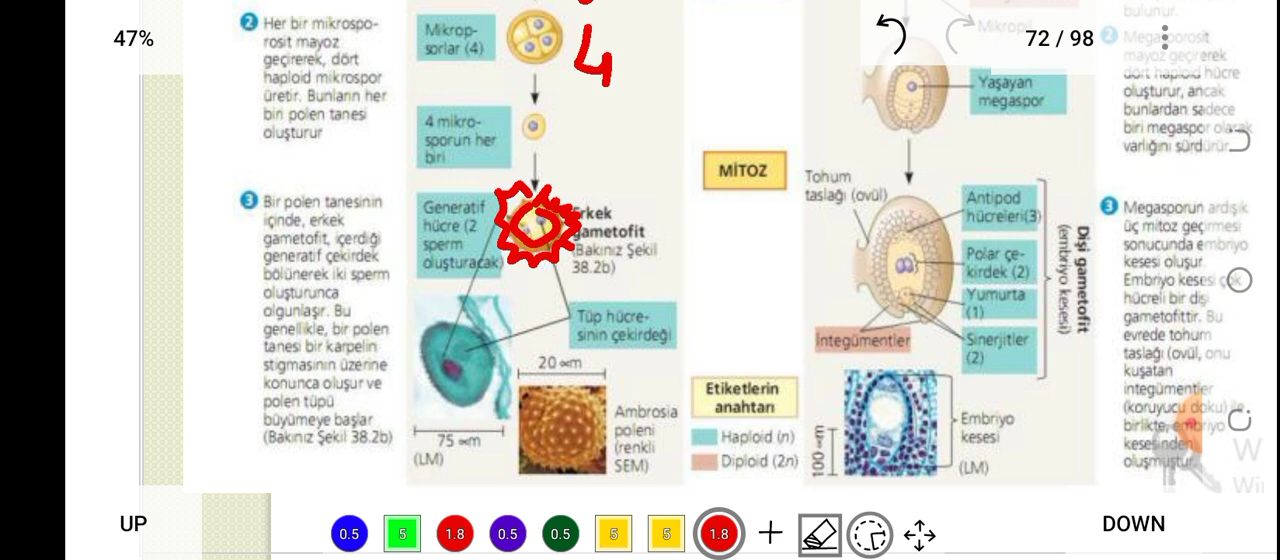 47%
72 / 98
2 Her bir mikrospo-
rosit mayoz
geçirerek, dört
haploid mikrospor
üretir. Bunların her
biri polen tanesi
oluşturur
3 Bir polen tanesinin
içinde, erkek
gametofit, içerdiği
generatif çekirdek
bölünerek iki sperm
oluşturunca
olgunlaşır. Bu
genellikle, bir polen
tanesi bir karpelin
stigmasının üzerine
konunca oluşur ve
polen tüpü
büyümeye başlar
(Bakınız Şekil 38.2b)
Mikrop-
sorlar (4)
4
4 mikro-
sporun her
biri
Generatif
hücre (2
sperm
oluşturacak)
Erkek
gametofit
(Bakınız Şekil
38.2b)
Tüp hücre-
sinin çekirdeği
20 ∝m
75 ∝m
(LM)
Ambrosia
poleni
(renkli
SEM)
MİTOZ
Etiketlerin
anahtarı
Haploid (n)
Diploid (2n)
Mikropil
Yaşayan
megaspor
Tohum
taslağı (ovül)
Antipod
hücreleri(3)
Polar çe-
kirdek (2)
Yumurta
(1)
Sinerjitler
(2)
İntegümentler
Dişi gametofit
(embriyo kesesi)
100 ∝m
Embriyo
kesesi
(LM)
bulunur.
2 Megasporosit
mayoz geçirerek
dört haploid hücre
oluşturur, ancak
bunlardan sadece
biri megaspor olarak
varlığını sürdürür
3 Megasporun ardışık
üç mitoz geçirmesi
sonucunda embriyo
kesesi oluşur.
Embriyo kesesi çok
hücreli bir dişi
gametofittir. Bu
evrede tohum
taslağı (ovül, onu
kuşatan
integümentler
(koruyucu doku) ile
birlikte, embriyo
kesesinden
oluşmuştur
UP
0.5
5
1.8
0.5
0.5
5
5
1.8
DOWN